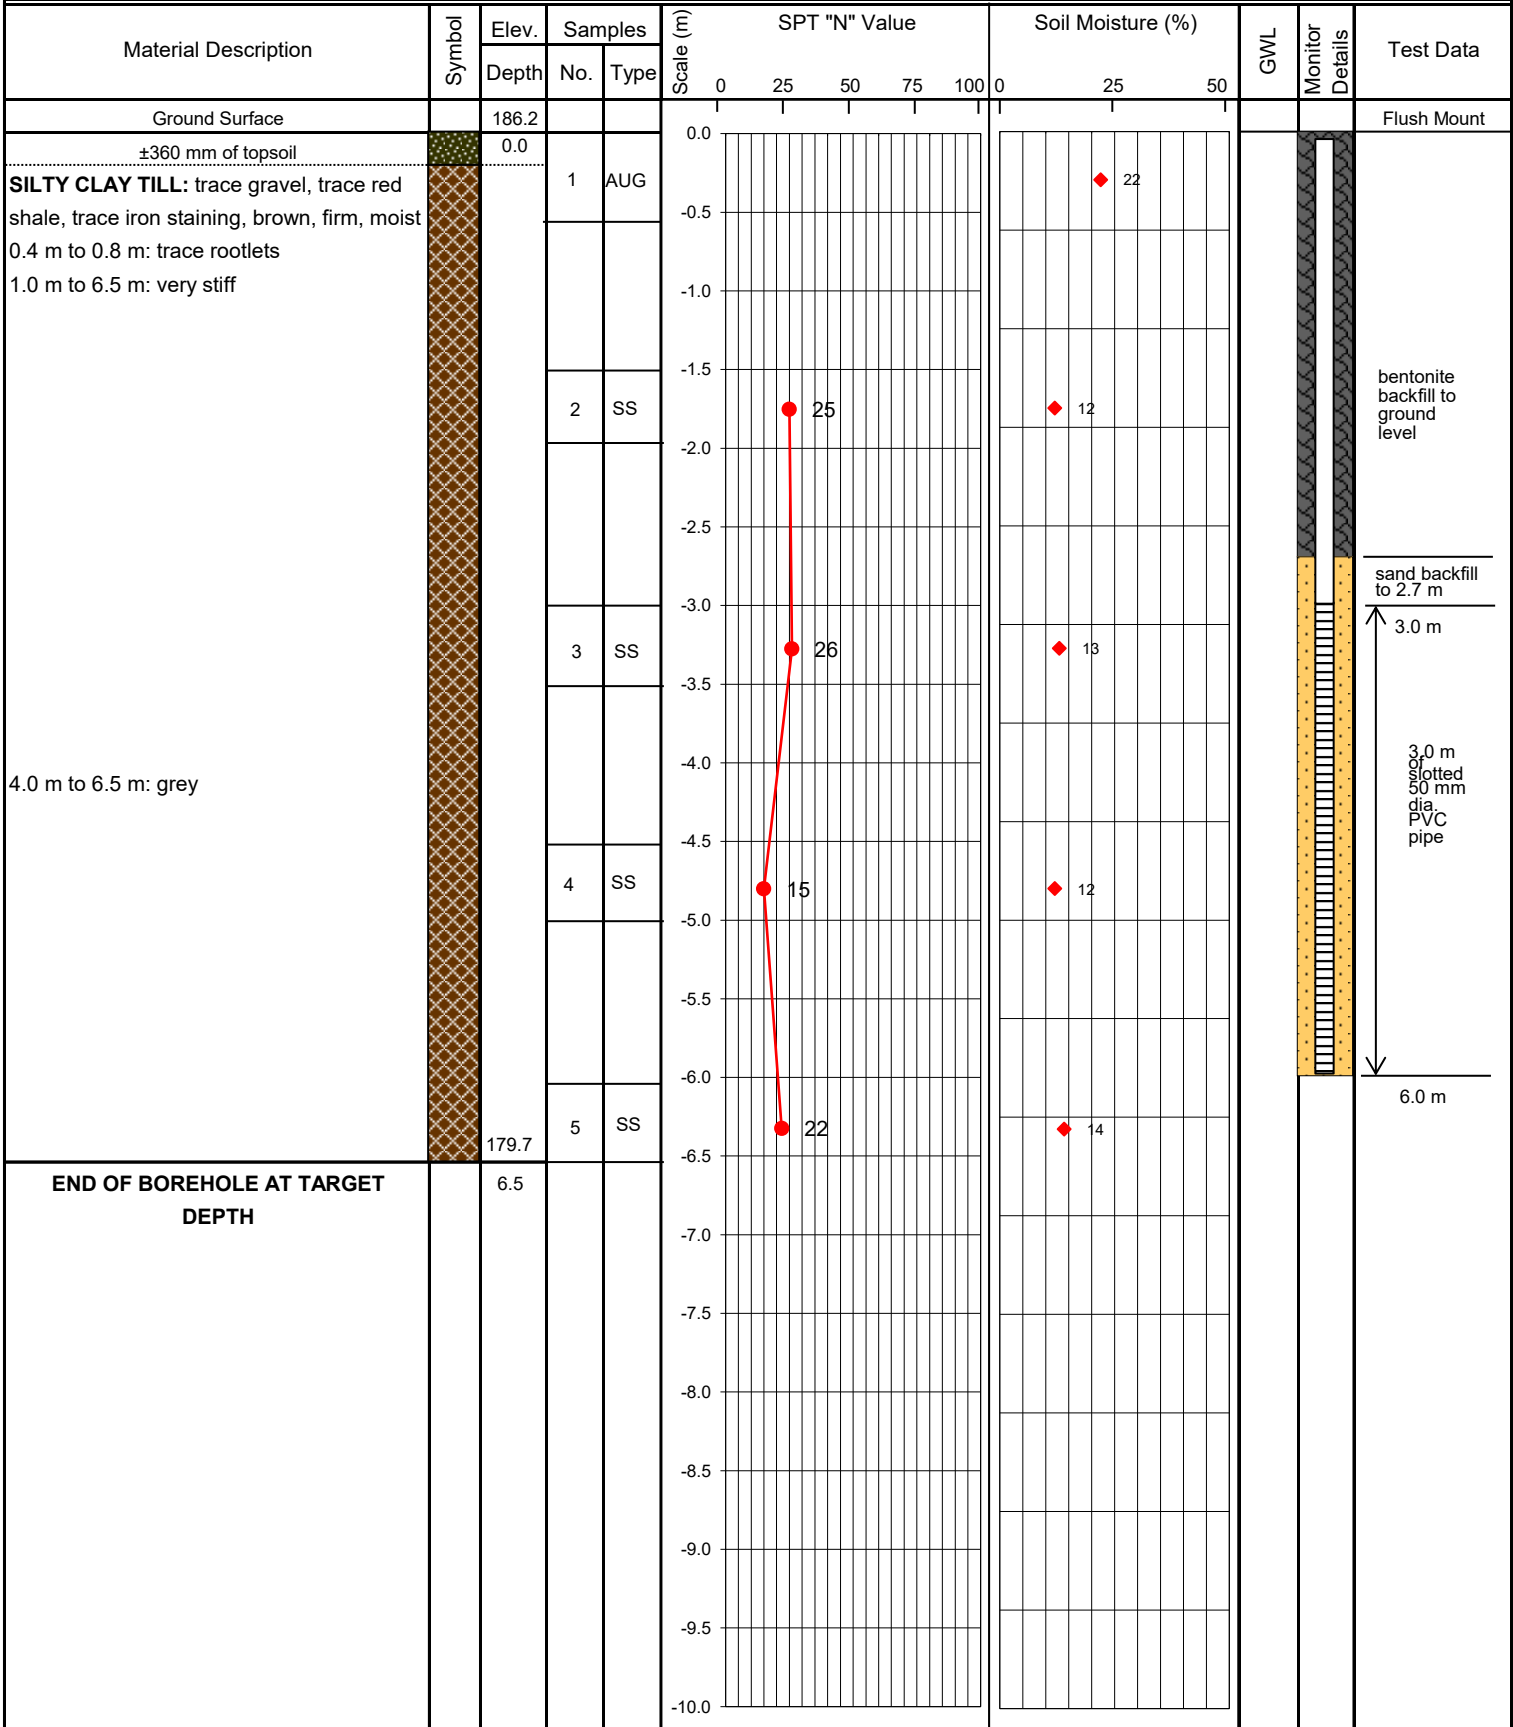 Material Description
Symbol
Elev.
Depth
Samples
No.
Type
Scale (m)
SPT "N" Value
0 25 50 75 100
Soil Moisture (%)
0 25 50
GWL
Monitor
Details
Test Data
Ground Surface
186.2
Flush Mount
±360 mm of topsoil
0.0
SILTY CLAY TILL: trace gravel, trace red
shale, trace iron staining, brown, firm, moist
0.4 m to 0.8 m: trace rootlets
1.0 m to 6.5 m: very stiff
4.0 m to 6.5 m: grey
179.7
END OF BOREHOLE AT TARGET
DEPTH
6.5
1 AUG
2 SS
3 SS
4 SS
5 SS
0.0
-0.5
-1.0
-1.5
-2.0
-2.5
-3.0
-3.5
-4.0
-4.5
-5.0
-5.5
-6.0
-6.5
-7.0
-7.5
-8.0
-8.5
-9.0
-9.5
-10.0
25
26
15
22
22
12
13
12
14
bentonite
backfill to
ground
level
sand backfill
to 2.7 m
3.0 m
3.0 m
of
slotted
50 mm
dia.
PVC
pipe
6.0 m